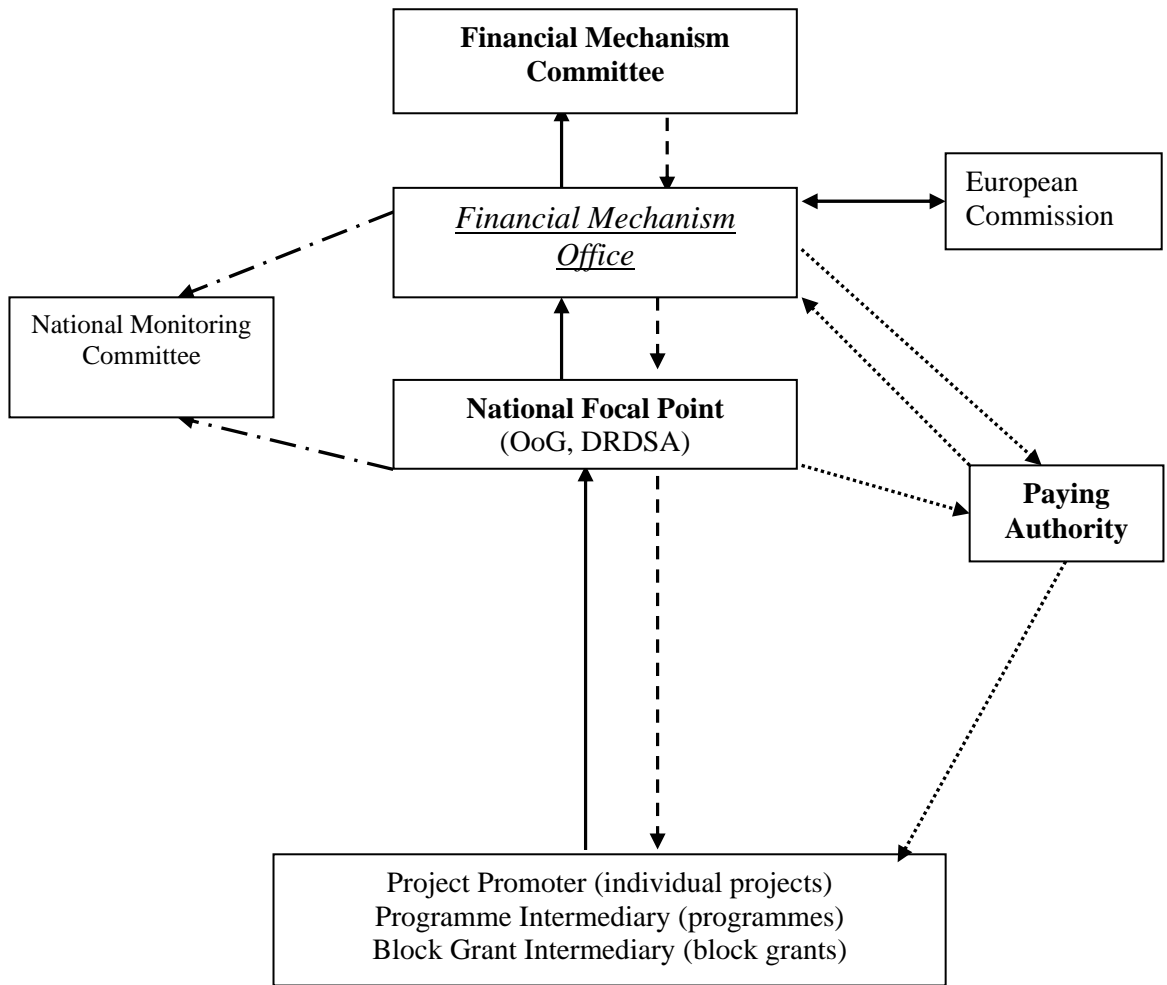 Financial Mechanism
Committee
European
Commission
Financial Mechanism
Office
National Monitoring
Committee
National Focal Point
(OoG, DRDSA)
Paying
Authority
Project Promoter (individual projects)
Programme Intermediary (programmes)
Block Grant Intermediary (block grants)